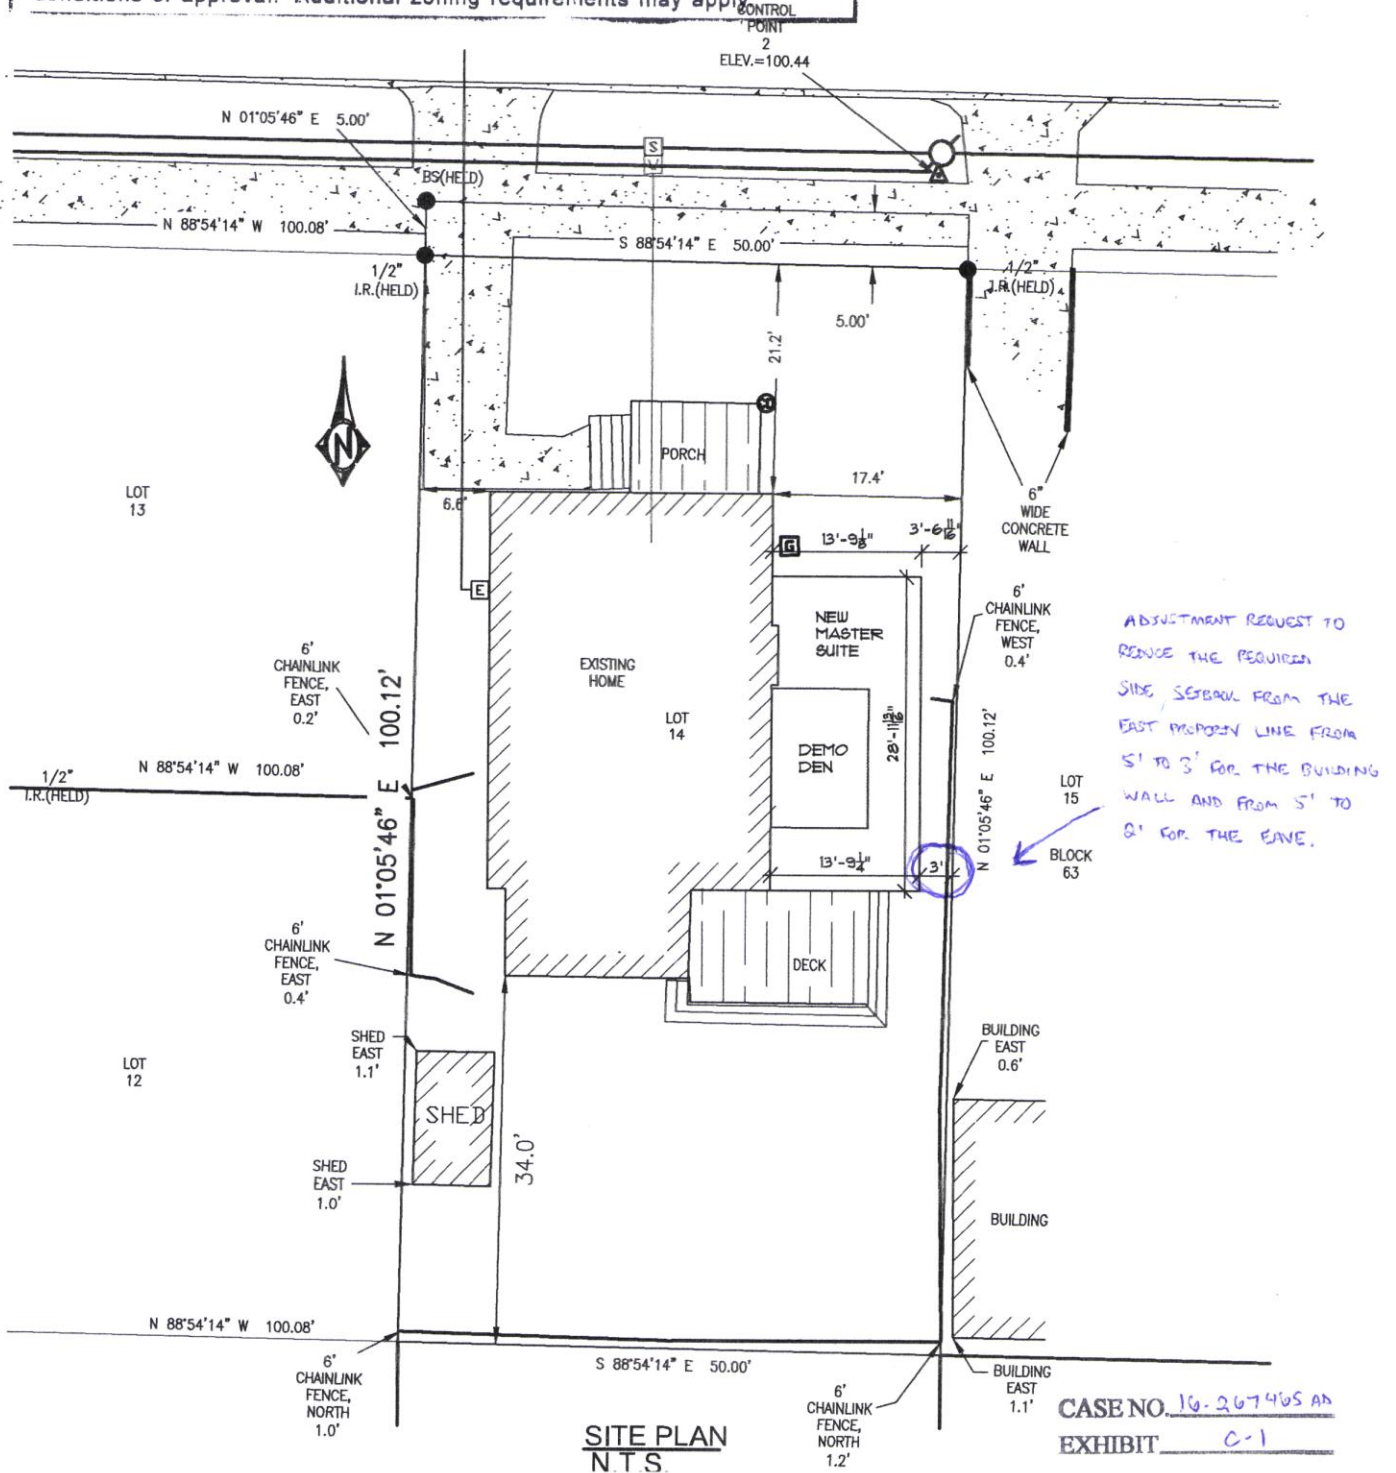 conditions of approval. Additional zoning requirements may apply.
CONTROL
POINT
2
ELEV.=100.44
N 01°05'46" E 5.00'
S
BS(HELD)
N 88°54'14" W 100.08'
S 88°54'14" E 50.00'
1/2"
I.R.(HELD)
1/2"
I.R.(HELD)
5.00'
21.2'
N
PORCH
LOT
13
6.6'
17.4'
6"
WIDE
CONCRETE
WALL
G
13'-9 1/8"
3'-6 11/16"
E
NEW
MASTER
SUITE
6'
CHAINLINK
FENCE,
WEST
0.4'
ADJUSTMENT REQUEST TO
REDUCE THE REQUIRED
SIDE SETBACK FROM THE
EAST PROPERTY LINE FROM
5' TO 3' FOR THE BUILDING
WALL AND FROM 5' TO
2' FOR THE EAVE.
6'
CHAINLINK
FENCE,
EAST
0.2'
EXISTING
HOME
LOT
14
DEMO
DEN
N 01°05'46" E 100.12'
N 01°05'46" E 100.12'
LOT
15
BLOCK
63
1/2"
I.R.(HELD)
N 88°54'14" W 100.08'
13'-9 1/4"
3'
6'
CHAINLINK
FENCE,
EAST
0.4'
DECK
SHED
EAST
1.1'
LOT
12
SHED
SHED
EAST
1.0'
34.0'
BUILDING
EAST
0.6'
BUILDING
N 88°54'14" W 100.08'
S 88°54'14" E 50.00'
6'
CHAINLINK
FENCE,
NORTH
1.0'
6'
CHAINLINK
FENCE,
NORTH
1.2'
BUILDING
EAST
1.1'
SITE PLAN
N.T.S.
CASE NO. 16-267465 AD
EXHIBIT C-1